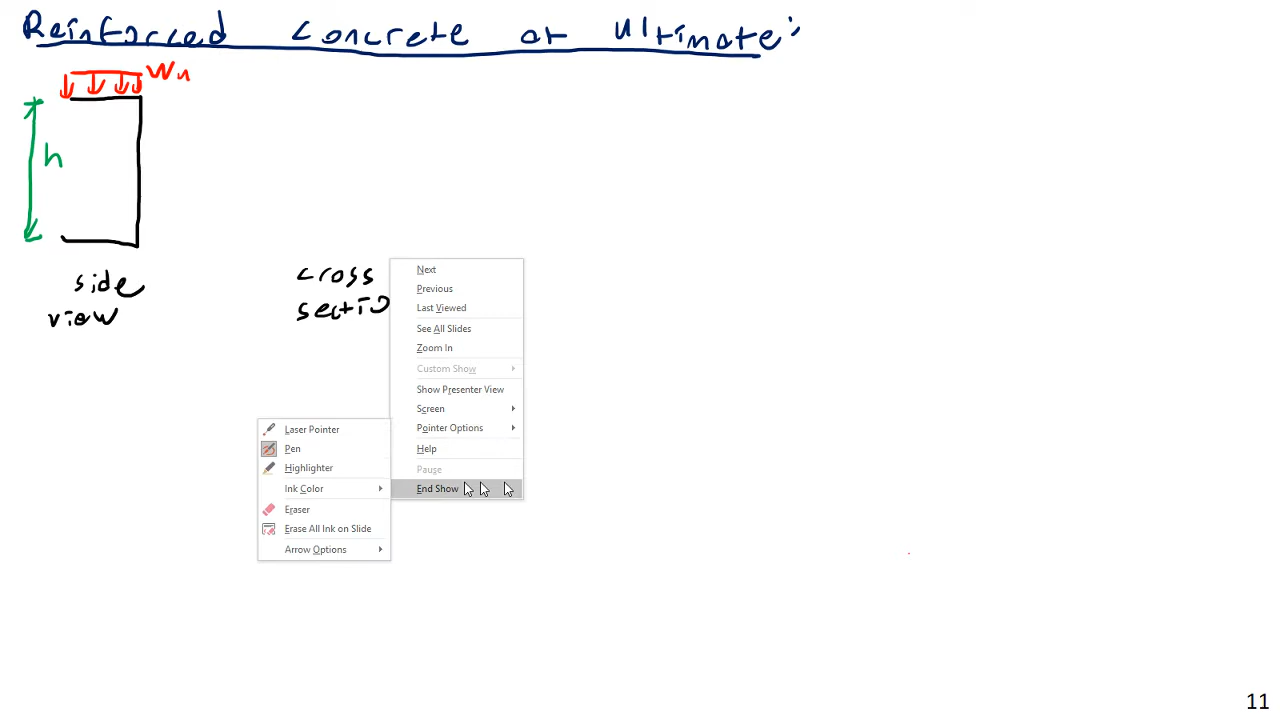 Reinforced concrete at Ultimate:
Wu
h
side
view
cross
sectio
Next
Previous
Last Viewed
See All Slides
Zoom In
Custom Show
Show Presenter View
Screen
Pointer Options
Help
Pause
End Show
Laser Pointer
Pen
Highlighter
Ink Color
Eraser
Erase All Ink on Slide
Arrow Options
11